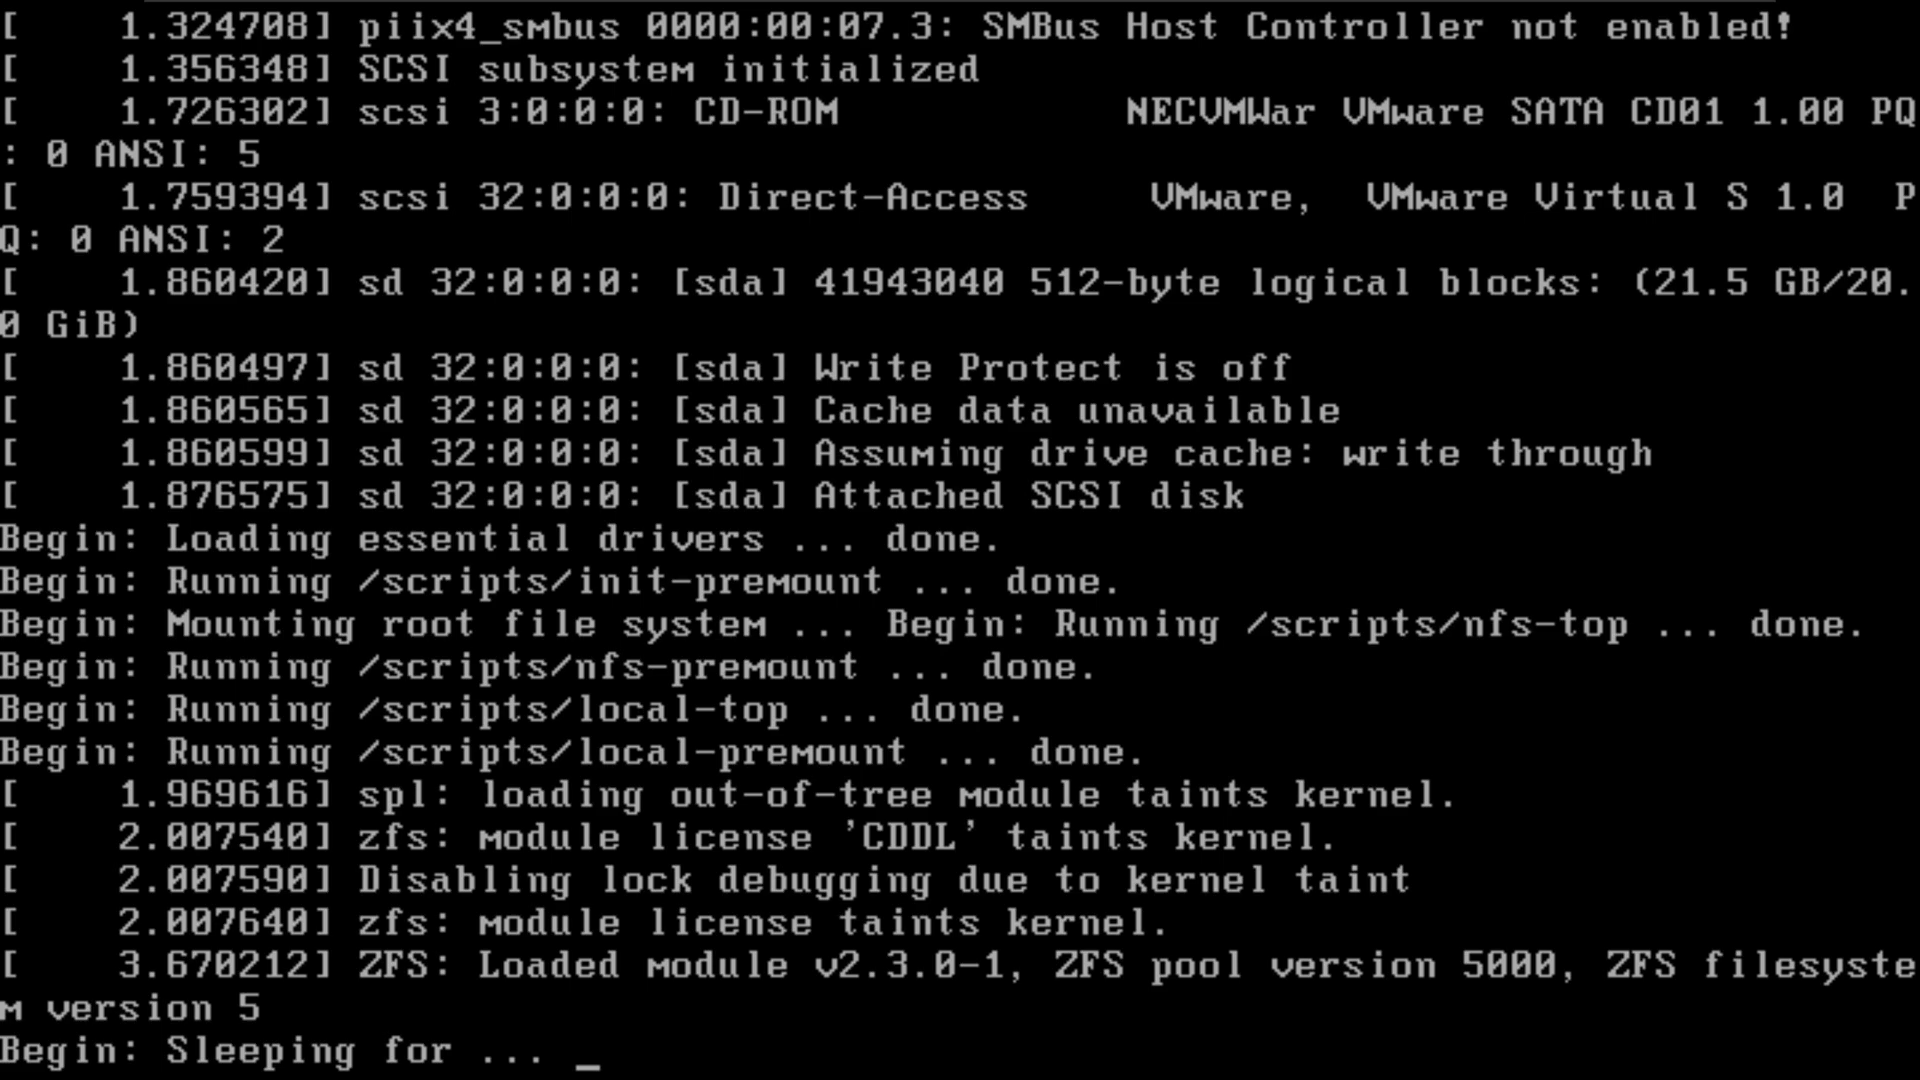 [    1.324708] piix4_smbus 0000:00:07.3: SMBus Host Controller not enabled!
[    1.356348] SCSI subsystem initialized
[    1.726302] scsi 3:0:0:0: CD-ROM            NECVMWar VMware SATA CD01 1.00 PQ
: 0 ANSI: 5
[    1.759394] scsi 32:0:0:0: Direct-Access     VMware,  VMware Virtual S 1.0  P
Q: 0 ANSI: 2
[    1.860420] sd 32:0:0:0: [sda] 41943040 512-byte logical blocks: (21.5 GB/20.
0 GiB)
[    1.860497] sd 32:0:0:0: [sda] Write Protect is off
[    1.860565] sd 32:0:0:0: [sda] Cache data unavailable
[    1.860599] sd 32:0:0:0: [sda] Assuming drive cache: write through
[    1.876575] sd 32:0:0:0: [sda] Attached SCSI disk
Begin: Loading essential drivers ... done.
Begin: Running /scripts/init-premount ... done.
Begin: Mounting root file system ... Begin: Running /scripts/nfs-top ... done.
Begin: Running /scripts/nfs-premount ... done.
Begin: Running /scripts/local-top ... done.
Begin: Running /scripts/local-premount ... done.
[    1.969616] spl: loading out-of-tree module taints kernel.
[    2.007540] zfs: module license 'CDDL' taints kernel.
[    2.007590] Disabling lock debugging due to kernel taint
[    2.007640] zfs: module license taints kernel.
[    3.670212] ZFS: Loaded module v2.3.0-1, ZFS pool version 5000, ZFS filesyste
m version 5
Begin: Sleeping for ... _